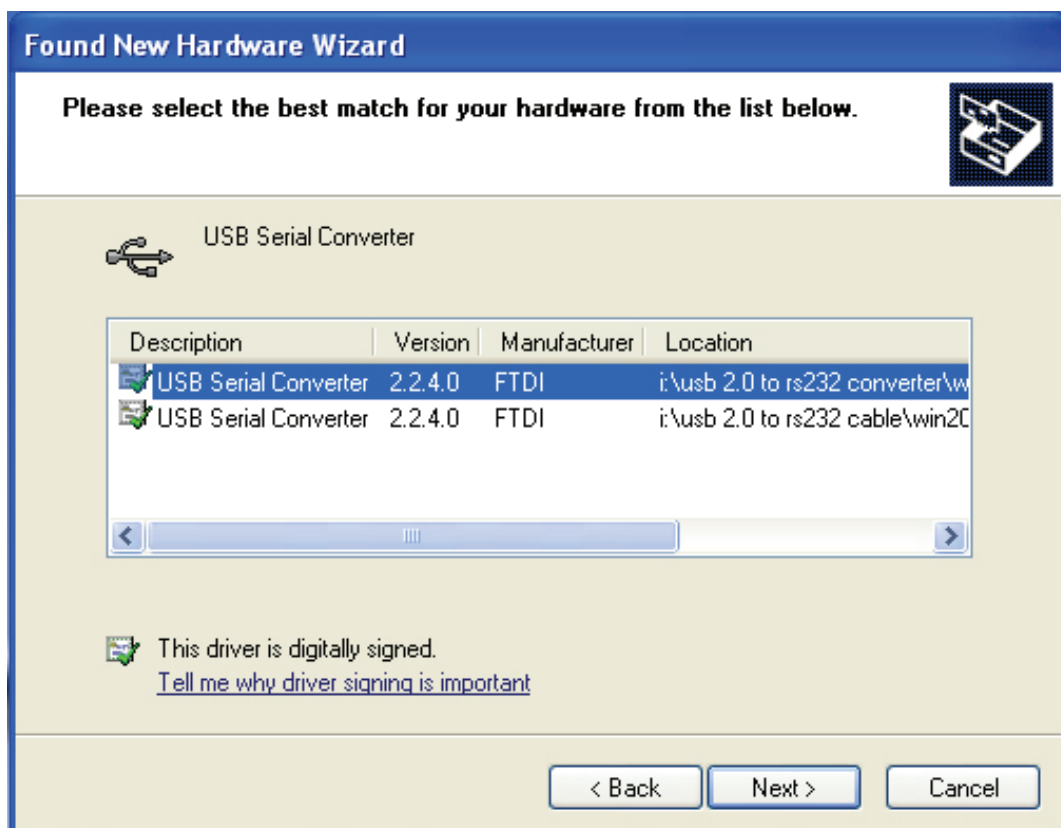 Found New Hardware Wizard
Please select the best match for your hardware from the list below.
USB Serial Converter
Description Version Manufacturer Location
USB Serial Converter 2.2.4.0 FTDI i:\usb 2.0 to rs232 converter\w
USB Serial Converter 2.2.4.0 FTDI i:\usb 2.0 to rs232 cable\win20
This driver is digitally signed.
Tell me why driver signing is important
< Back Next > Cancel